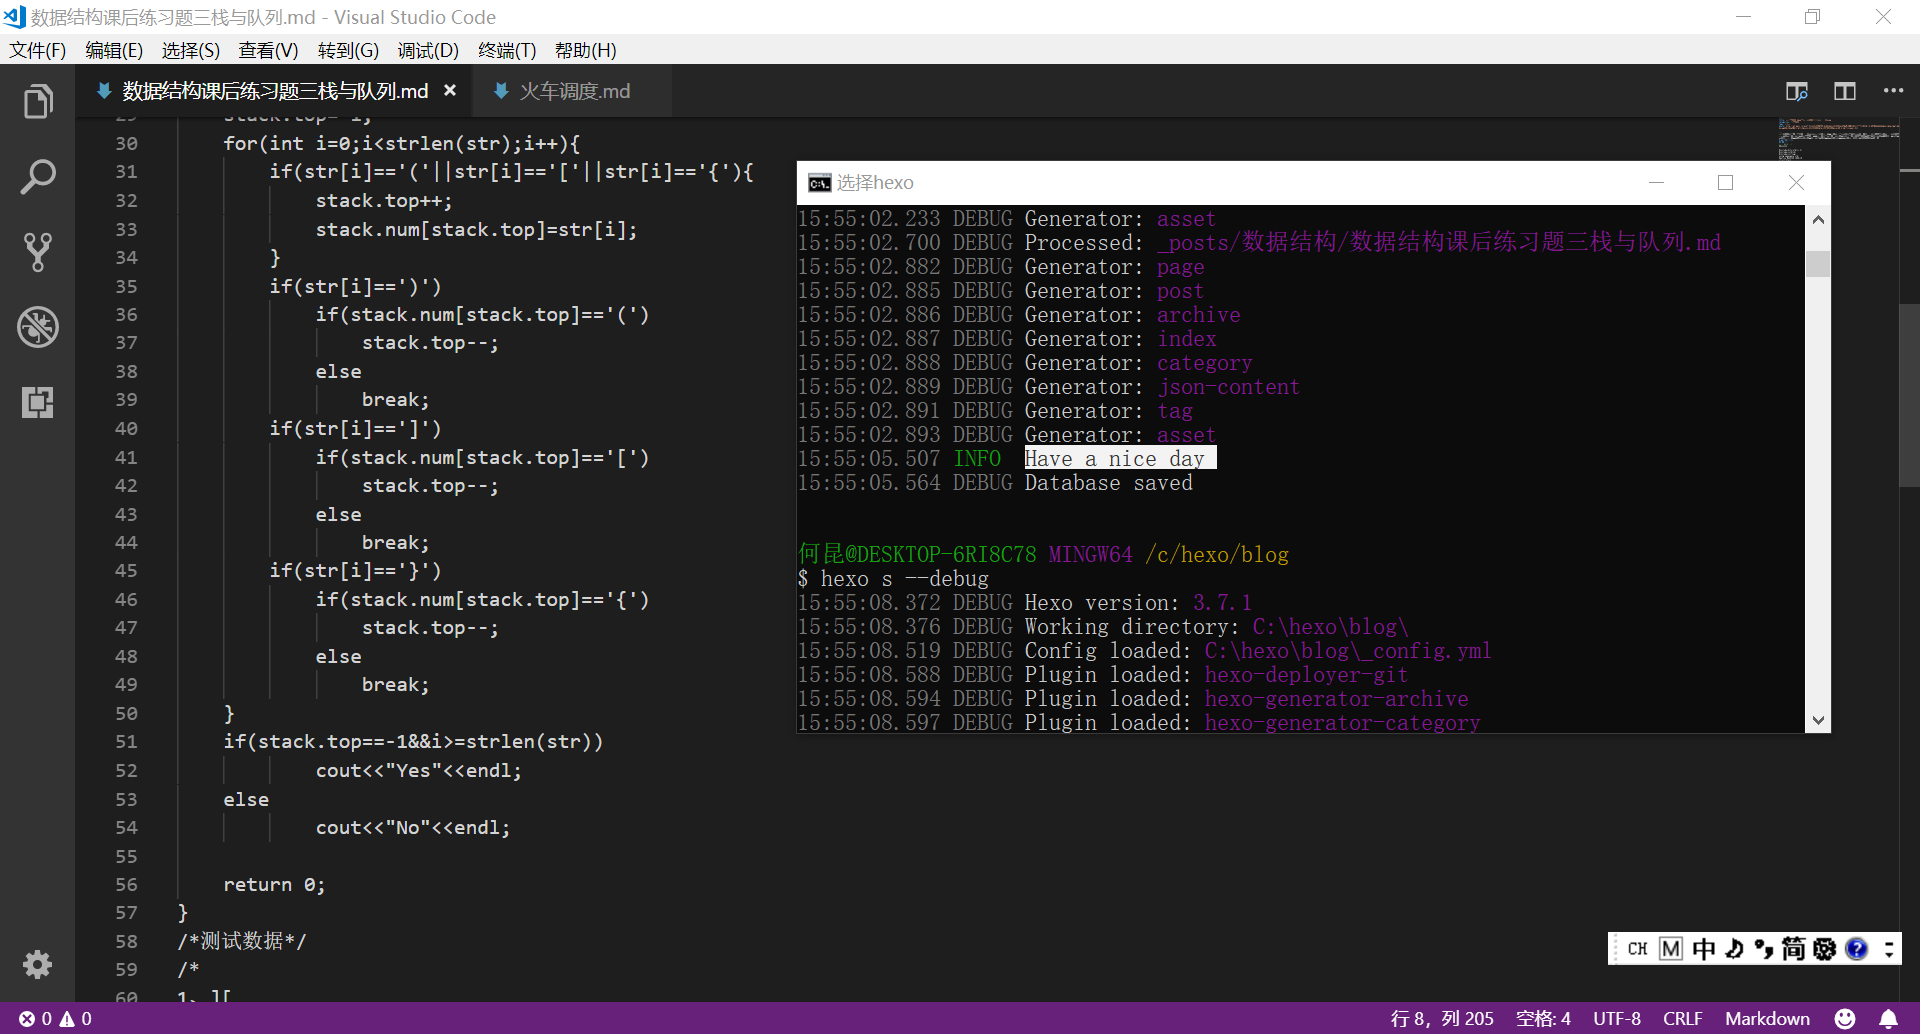 数据结构课后练习题三栈与队列.md - Visual Studio Code
文件(F) 编辑(E) 选择(S) 查看(V) 转到(G) 调试(D) 终端(T) 帮助(H)
数据结构课后练习题三栈与队列.md
火车调度.md
30 for(int i=0;i<strlen(str);i++){
31 if(str[i]=='('||str[i]=='['||str[i]=='{'){
32 stack.top++;
33 stack.num[stack.top]=str[i];
34 }
35 if(str[i]==')')
36 if(stack.num[stack.top]=='(')
37 stack.top--;
38 else
39 break;
40 if(str[i]==']')
41 if(stack.num[stack.top]=='[')
42 stack.top--;
43 else
44 break;
45 if(str[i]=='}')
46 if(stack.num[stack.top]=='{')
47 stack.top--;
48 else
49 break;
50 }
51 if(stack.top==-1&&i>=strlen(str))
52 cout<<"Yes"<<endl;
53 else
54 cout<<"No"<<endl;
55
56 return 0;
57 }
58 /*测试数据*/
59 /*
60 1、][
选择hexo
15:55:02.233 DEBUG Generator: asset
15:55:02.700 DEBUG Processed: _posts/数据结构/数据结构课后练习题三栈与队列.md
15:55:02.882 DEBUG Generator: page
15:55:02.885 DEBUG Generator: post
15:55:02.886 DEBUG Generator: archive
15:55:02.887 DEBUG Generator: index
15:55:02.888 DEBUG Generator: category
15:55:02.889 DEBUG Generator: json-content
15:55:02.891 DEBUG Generator: tag
15:55:02.893 DEBUG Generator: asset
15:55:05.507 INFO Have a nice day
15:55:05.564 DEBUG Database saved
何昆@DESKTOP-6RI8C78 MINGW64 /c/hexo/blog
$ hexo s --debug
15:55:08.372 DEBUG Hexo version: 3.7.1
15:55:08.376 DEBUG Working directory: C:\hexo\blog\
15:55:08.519 DEBUG Config loaded: C:\hexo\blog\_config.yml
15:55:08.588 DEBUG Plugin loaded: hexo-deployer-git
15:55:08.594 DEBUG Plugin loaded: hexo-generator-archive
15:55:08.597 DEBUG Plugin loaded: hexo-generator-category
CH M 中 简
0 0 行 8，列 205 空格: 4 UTF-8 CRLF Markdown